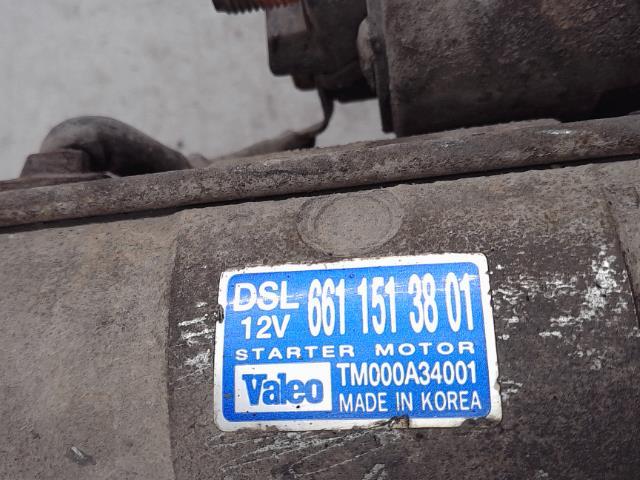 DSL 661 151 38 01
12V
STARTER MOTOR
Valeo TM000A34001
MADE IN KOREA